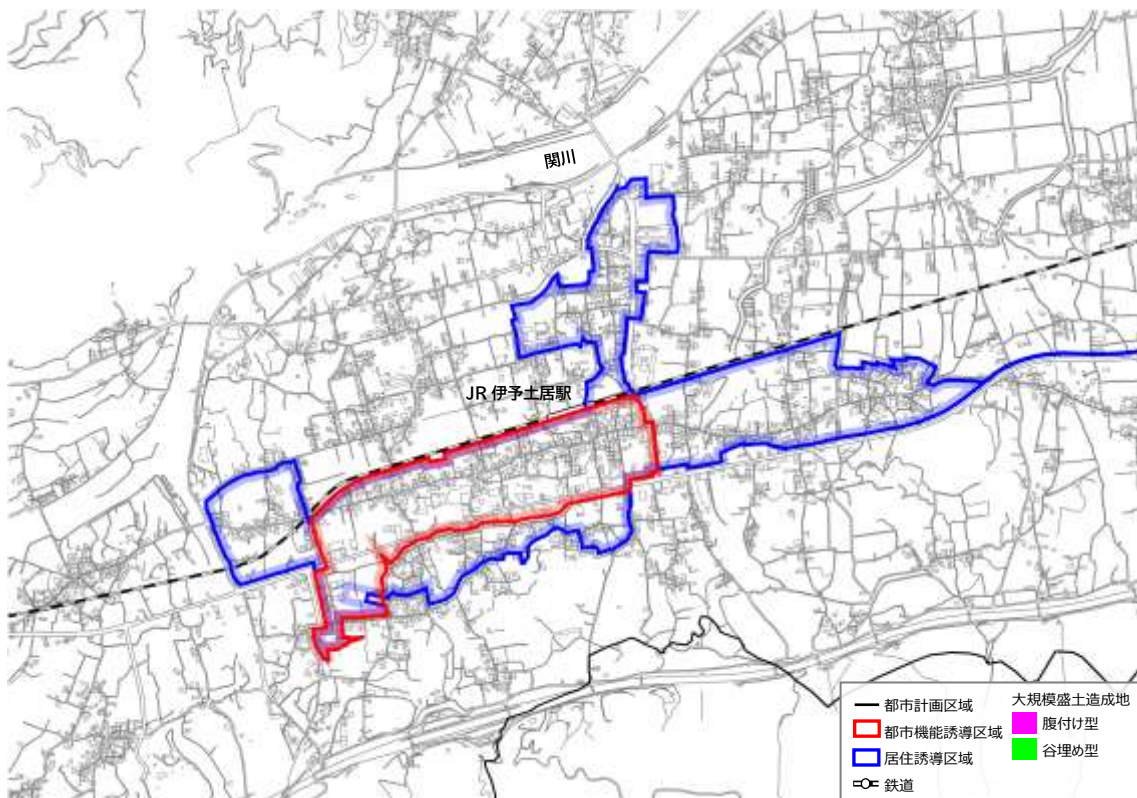 関川
JR 伊予土居駅
都市計画区域
都市機能誘導区域
居住誘導区域
鉄道
大規模盛土造成地
腹付け型
谷埋め型